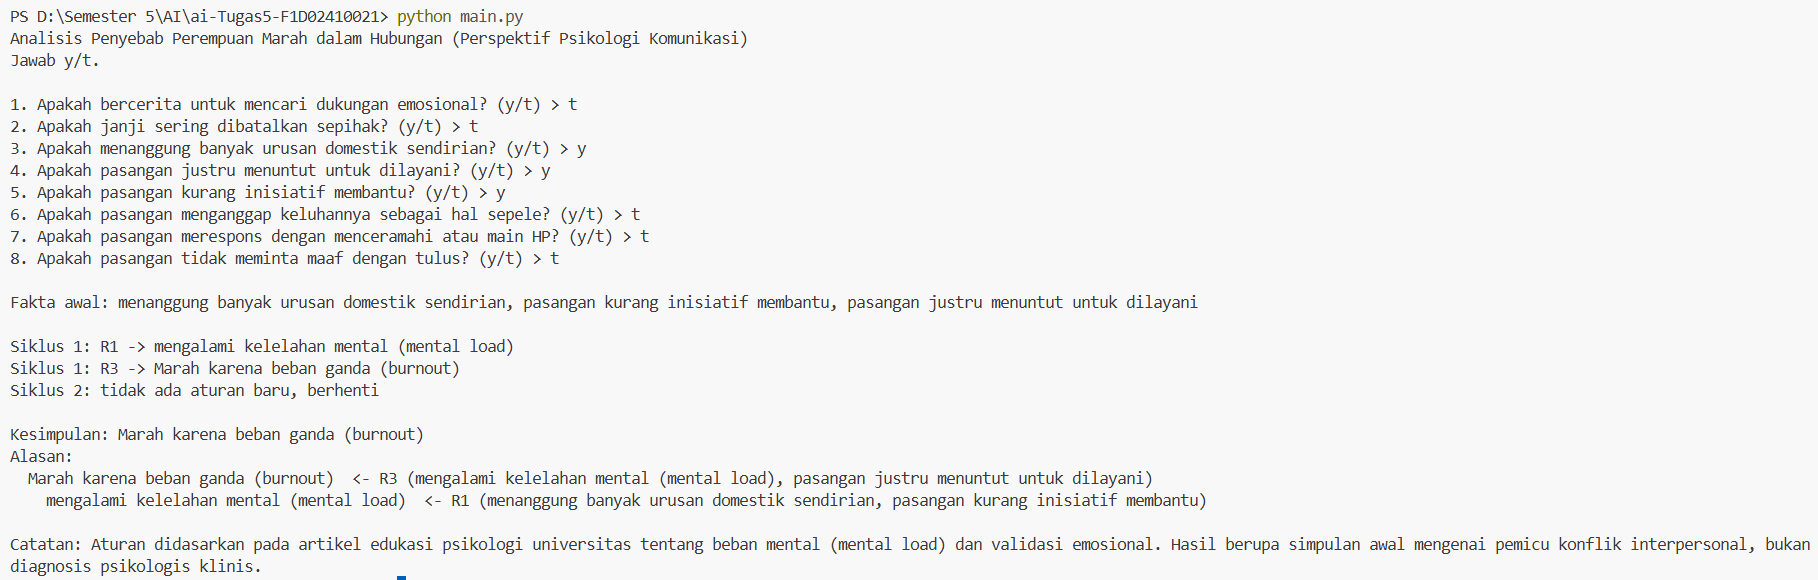 PS D:\Semester 5\AI\ai-Tugas5-F1D02410021> python main.py
Analisis Penyebab Perempuan Marah dalam Hubungan (Perspektif Psikologi Komunikasi)
Jawab y/t.
1. Apakah bercerita untuk mencari dukungan emosional? (y/t) > t
2. Apakah janji sering dibatalkan sepihak? (y/t) > t
3. Apakah menanggung banyak urusan domestik sendirian? (y/t) > y
4. Apakah pasangan justru menuntut untuk dilayani? (y/t) > y
5. Apakah pasangan kurang inisiatif membantu? (y/t) > y
6. Apakah pasangan menganggap keluhannya sebagai hal sepele? (y/t) > t
7. Apakah pasangan merespons dengan menceramahi atau main HP? (y/t) > t
8. Apakah pasangan tidak meminta maaf dengan tulus? (y/t) > t
Fakta awal: menanggung banyak urusan domestik sendirian, pasangan kurang inisiatif membantu, pasangan justru menuntut untuk dilayani
Siklus 1: R1 -> mengalami kelelahan mental (mental load)
Siklus 1: R3 -> Marah karena beban ganda (burnout)
Siklus 2: tidak ada aturan baru, berhenti
Kesimpulan: Marah karena beban ganda (burnout)
Alasan:
  Marah karena beban ganda (burnout)  <- R3 (mengalami kelelahan mental (mental load), pasangan justru menuntut untuk dilayani)
    mengalami kelelahan mental (mental load)  <- R1 (menanggung banyak urusan domestik sendirian, pasangan kurang inisiatif membantu)
Catatan: Aturan didasarkan pada artikel edukasi psikologi universitas tentang beban mental (mental load) dan validasi emosional. Hasil berupa simpulan awal mengenai pemicu konflik interpersonal, bukan
diagnosis psikologis klinis.